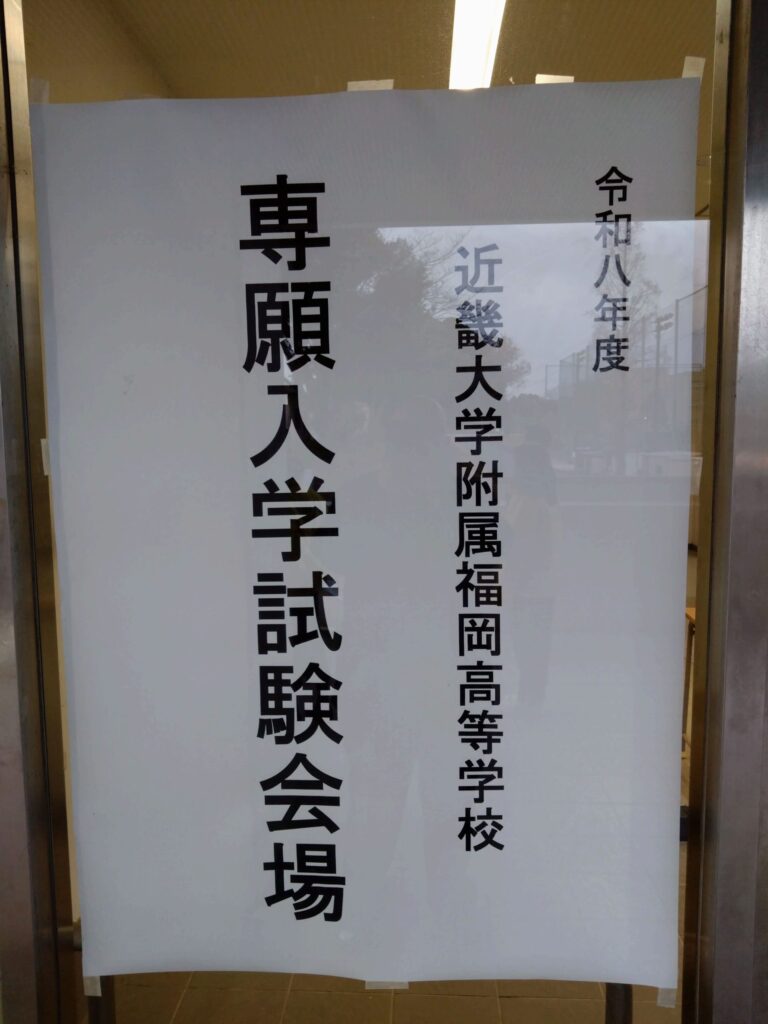 令和八年度
近畿大学附属福岡高等学校
専願入学試験会場